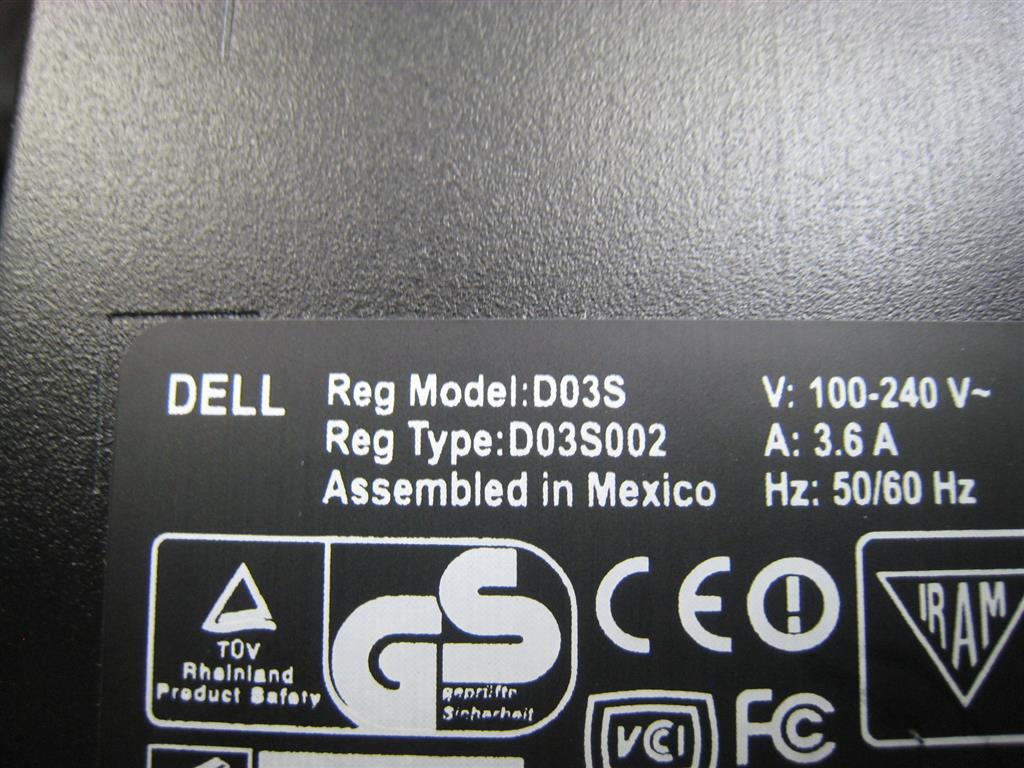 DELL
Reg Model:D03S
Reg Type:D03S002
Assembled in Mexico
V: 100-240 V~
A: 3.6 A
Hz: 50/60 Hz
TÜV
Rheinland
Product Safety
GS
geprüfte
Sicherheit
CE
IRAM
VCCI
FC